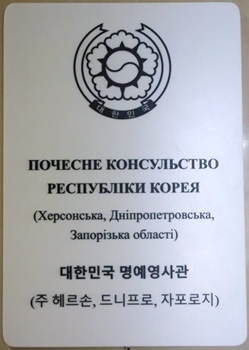 대한민국
ПОЧЕСНЕ КОНСУЛЬСТВО
РЕСПУБЛІКИ КОРЕЯ
(Херсонська, Дніпропетровська,
Запорізька області)
대한민국 명예영사관
(주 헤르손, 드니프로, 자포로지)